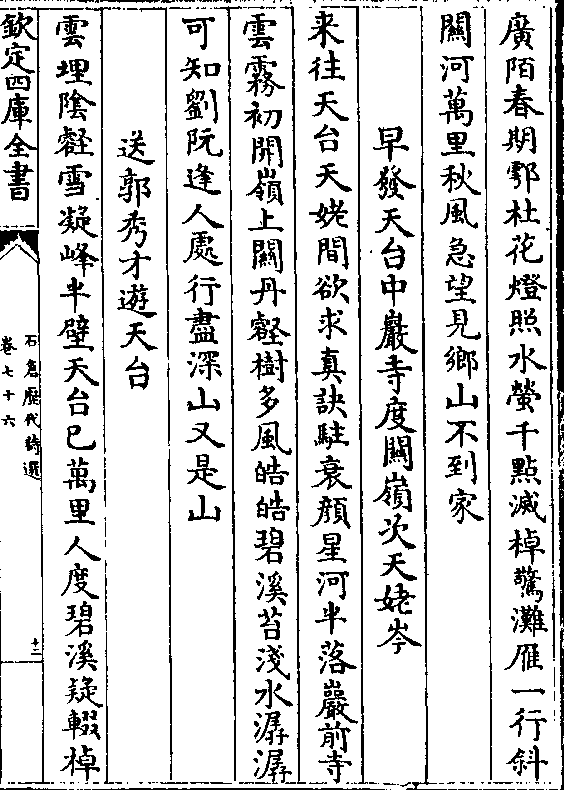 廣陌春期鄠杜花燈照水螢千點滅棹驚灘雁一行斜
關河萬里秋風急望見鄉山不到家
早發天台中巖寺度關嶺次天姥岑
来往天台天姥間欲求真訣駐衰顔星河半落巖前寺
雲霧初開嶺上關丹壑樹多風皓皓碧溪苔淺水潺潺
可知劉阮逢人處行盡深山又是山
送郭秀才遊天台
雲埋陰壑雪凝峰半壁天台已萬里人度碧溪疑輟棹
欽定四庫全書
石倉歷代詩選
卷七十六
十二